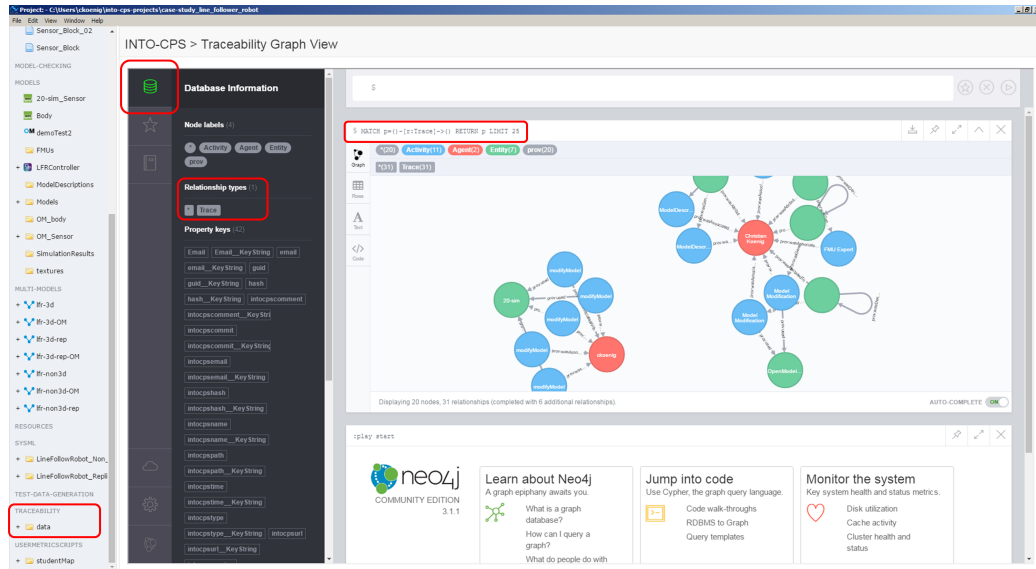 Project: - C:\Users\ckoenig\into-cps-projects\case-study_line_follower_robot
File Edit View Window Help
Sensor_Block_02
Sensor_Block
MODEL-CHECKING
MODELS
20-sim_Sensor
Body
OM demoTest2
FMUs
+ LFRController
ModelDescriptions
+ Models
OM_body
+ OM_Sensor
SimulationResults
textures
MULTI-MODELS
+ lfr-3d
+ lfr-3d-OM
+ lfr-3d-rep
+ lfr-3d-rep-OM
+ lfr-non3d
+ lfr-non3d-OM
+ lfr-non3d-rep
RESOURCES
SYSML
+ LineFollowRobot_Non_
+ LineFollowRobot_Repli
TEST-DATA-GENERATION
TRACEABILITY
+ data
USERMETRICSCRIPTS
+ studentMap
INTO-CPS > Traceability Graph View
Database Information
Node labels (4)
* Activity Agent Entity
prov
Relationship types (1)
* Trace
Property keys (42)
Email Email__KeyString email
email__KeyString guid
guid__KeyString hash
hash__KeyString intocpscomment
intocpscomment__KeyStri
intocpscommit
intocpscommit__KeyString
intocpsemail
intocpsemail__KeyString
intocpshash
intocpshash__KeyString
intocpsname
intocpsname__KeyString
intocpspath
intocpspath__KeyString
intocpstime
intocpstime__KeyString
intocpstype
intocpstype__KeyString intocpsurl
intocpsurl__KeyString
$
$ MATCH p=()-[r:Trace]->() RETURN p LIMIT 25
*(20) Activity(11) Agent(2) Entity(7) prov(20)
*(31) Trace(31)
Graph
Rows
Text
Code
ModelDescr...
ModelDescr...
Christian Koenig
FMU Export
Model Modification
Model Modification
OpenModel...
modifyModel
20-sim
modifyModel
modifyModel
modifyModel
ckoenig
modifyModel
Displaying 20 nodes, 31 relationships (completed with 6 additional relationships).
AUTO-COMPLETE ON
:play start
neo4j
COMMUNITY EDITION
3.1.1
Learn about Neo4j
A graph epiphany awaits you.
What is a graph
database?
How can I query a
graph?
What do people do with
Jump into code
Use Cypher, the graph query language.
Code walk-throughs
RDBMS to Graph
Query templates
Monitor the system
Key system health and status metrics.
Disk utilization
Cache activity
Cluster health and
status